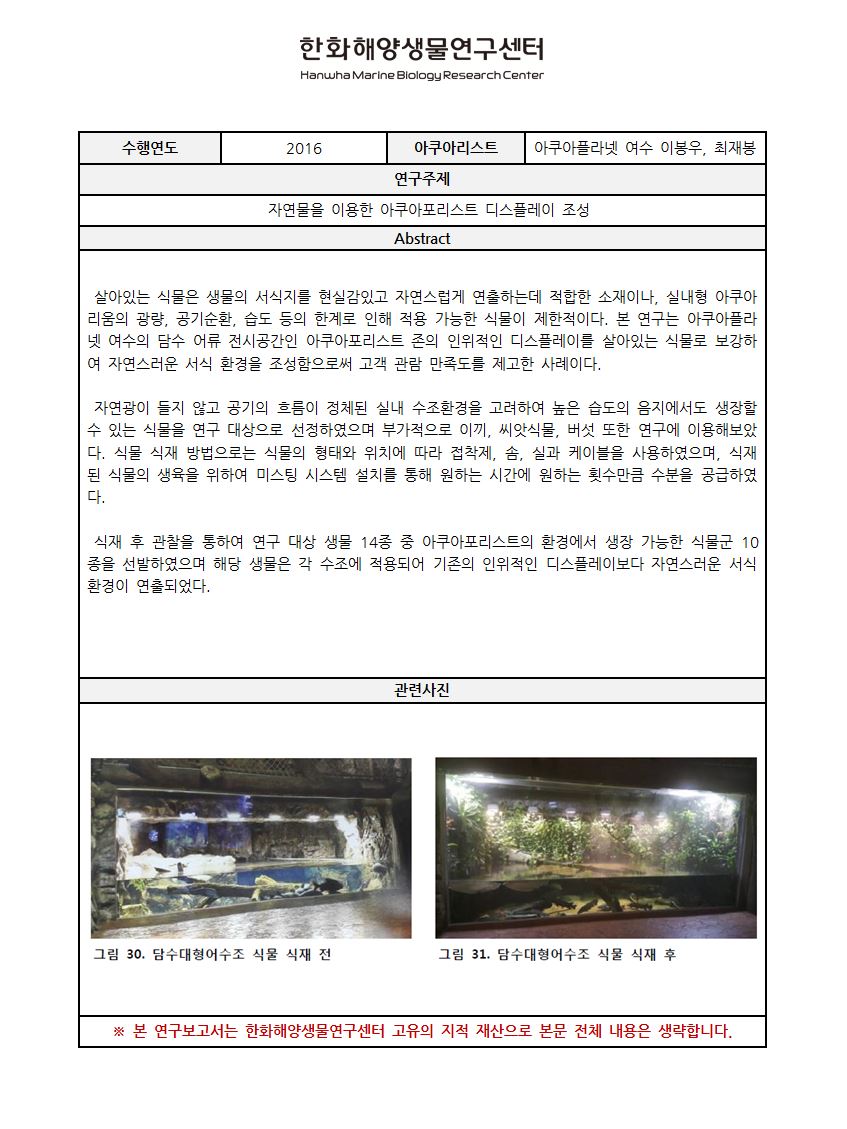 한화해양생물연구센터
Hanwha Marine Biology Research Center
수행연도 2016 아쿠아리스트 아쿠아플라넷 여수 이봉우, 최재봉
연구주제
자연물을 이용한 아쿠아포리스트 디스플레이 조성
Abstract
살아있는 식물은 생물의 서식지를 현실감있고 자연스럽게 연출하는데 적합한 소재이나, 실내형 아쿠아
리움의 광량, 공기순환, 습도 등의 한계로 인해 적용 가능한 식물이 제한적이다. 본 연구는 아쿠아플라
넷 여수의 담수 어류 전시공간인 아쿠아포리스트 존의 인위적인 디스플레이를 살아있는 식물로 보강하
여 자연스러운 서식 환경을 조성함으로써 고객 관람 만족도를 제고한 사례이다.
자연광이 들지 않고 공기의 흐름이 정체된 실내 수조환경을 고려하여 높은 습도의 음지에서도 생장할
수 있는 식물을 연구 대상으로 선정하였으며 부가적으로 이끼, 씨앗식물, 버섯 또한 연구에 이용해보았
다. 식물 식재 방법으로는 식물의 형태와 위치에 따라 접착제, 솜, 실과 케이블을 사용하였으며, 식재
된 식물의 생육을 위하여 미스팅 시스템 설치를 통해 원하는 시간에 원하는 횟수만큼 수분을 공급하였
다.
식재 후 관찰을 통하여 연구 대상 생물 14종 중 아쿠아포리스트의 환경에서 생장 가능한 식물군 10
종을 선발하였으며 해당 생물은 각 수조에 적용되어 기존의 인위적인 디스플레이보다 자연스러운 서식
환경이 연출되었다.
관련사진
그림 30. 담수대형어수조 식물 식재 전
그림 31. 담수대형어수조 식물 식재 후
※ 본 연구보고서는 한화해양생물연구센터 고유의 지적 재산으로 본문 전체 내용은 생략합니다.